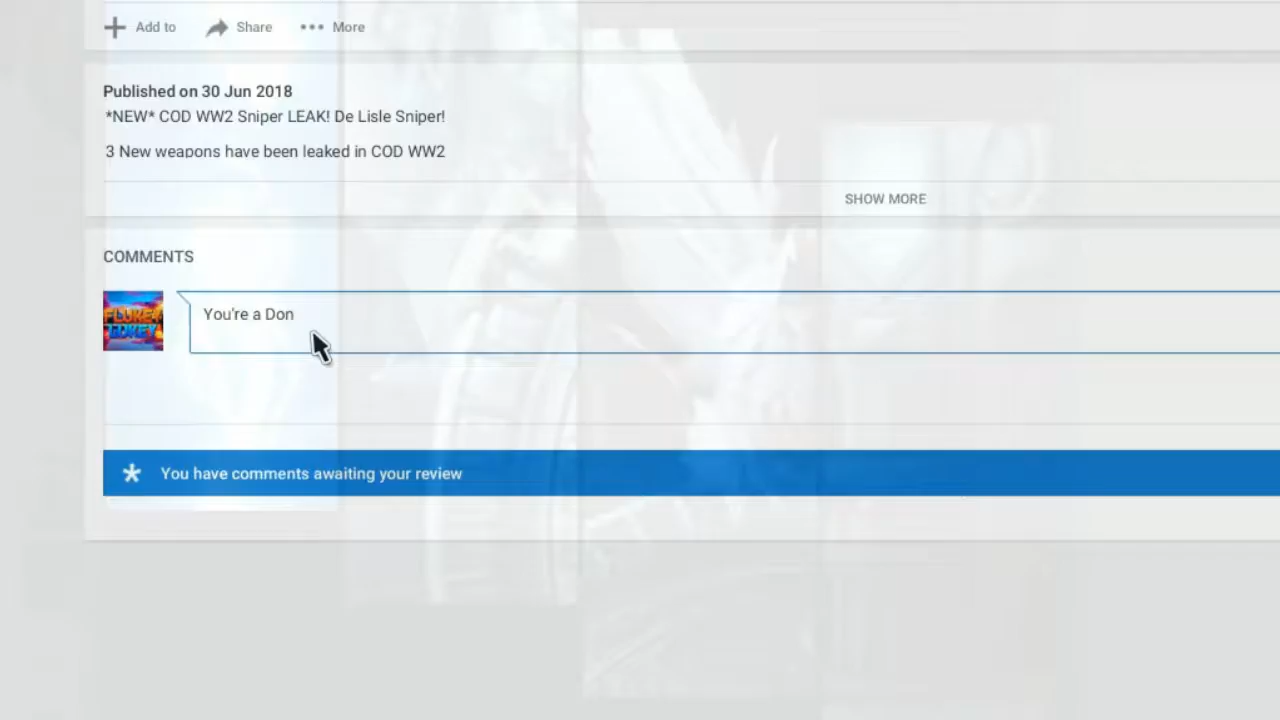 Add to Share More
Published on 30 Jun 2018
*NEW* COD WW2 Sniper LEAK! De Lisle Sniper!
3 New weapons have been leaked in COD WW2
SHOW MORE
COMMENTS
FLUKEY
You're a Don
You have comments awaiting your review